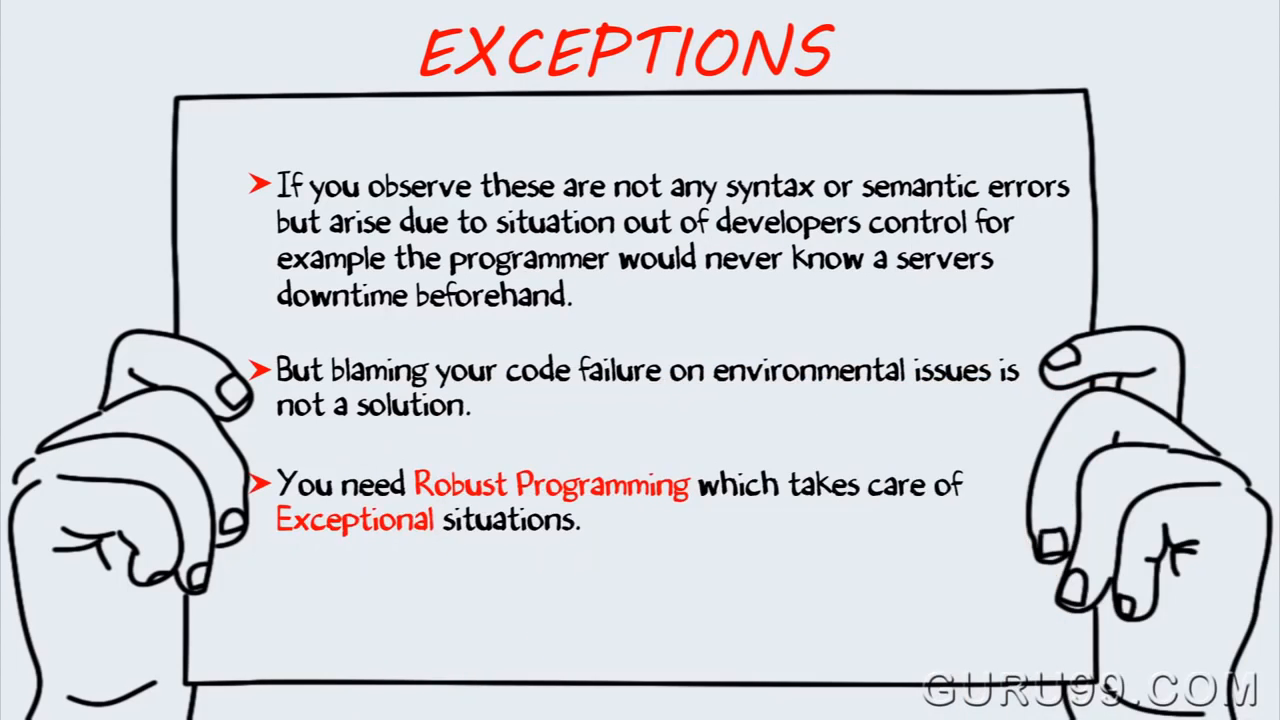 EXCEPTIONS
➤ If you observe these are not any syntax or semantic errors
but arise due to situation out of developers control for
example the programmer would never know a servers
downtime beforehand.
➤ But blaming your code failure on environmental issues is
not a solution.
➤ You need Robust Programming which takes care of
Exceptional situations.
GURU99.COM